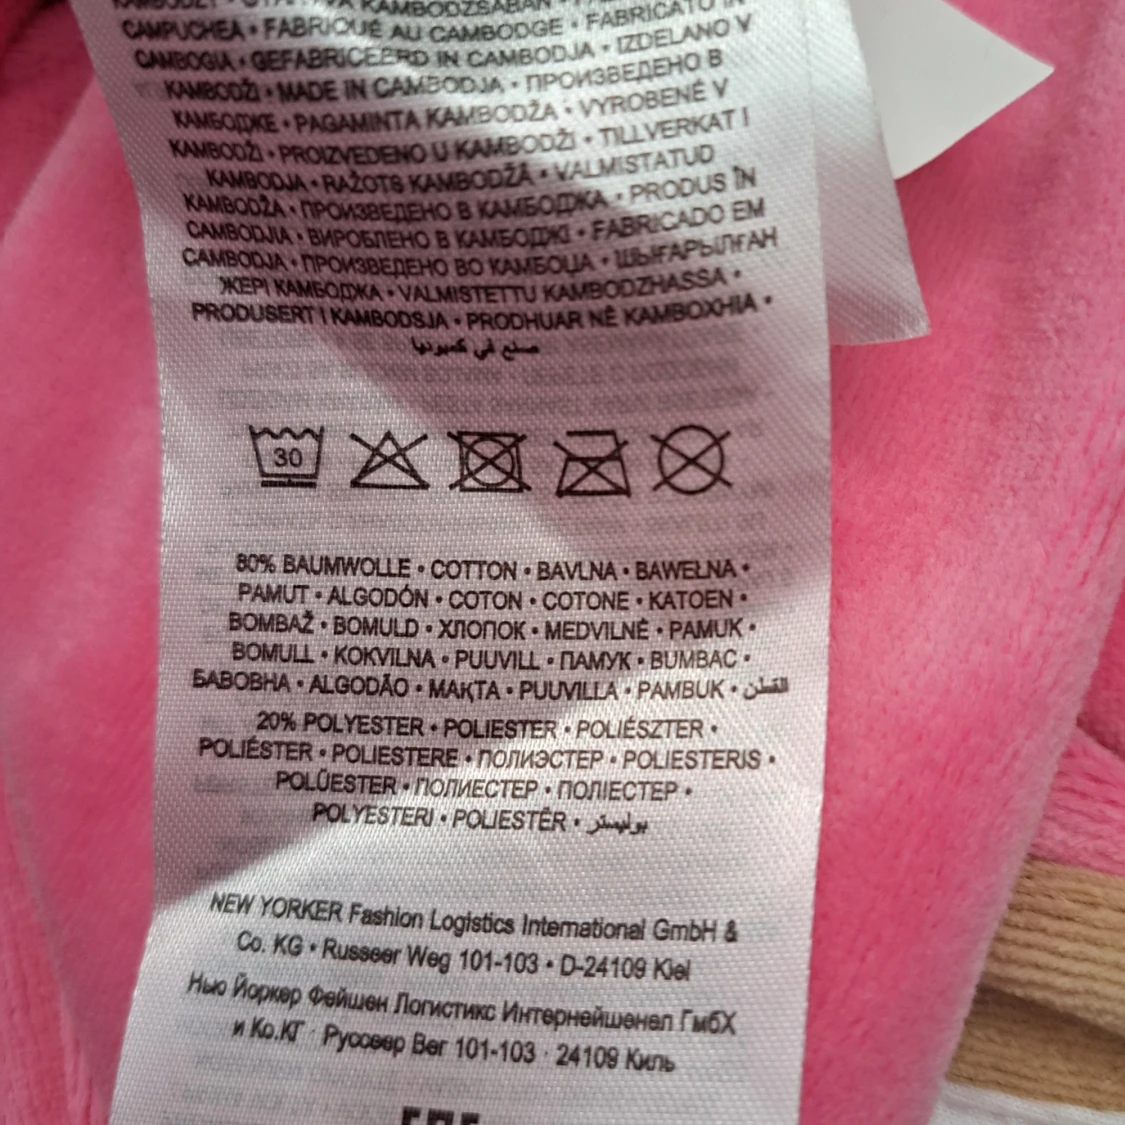 CAMPUCHEA • FABRIQUÉ AU CAMBODGE • FABRICATO IN
CAMBOGIA • GEFABRICEERD IN CAMBODJA • IZDELANO V
KAMBODŽI • MADE IN CAMBODJA • ПРОИЗВЕДЕНО В
КАМБОДЖЕ • PAGAMINTA KAMBODŽA • VYROBENÉ V
KAMBODŽI • PROIZVEDENO U KAMBODŽI • TILLVERKAT I
KAMBODJA • RAŽOTS KAMBODŽĀ • VALMISTATUD
KAMBODŽA • ПРОИЗВЕДЕНО В КАМБОДЖА • PRODUS ÎN
CAMBODJIA • ВИРОБЛЕНО В КАМБОДЖІ • FABRICADO EM
CAMBODJA • ПРОИЗВЕДЕНО ВО КАМБОЏА • ШЫҒАРЫЛҒАН
ЖЕРІ КАМБОДЖА • VALMISTETTU KAMBODZHASSA •
PRODUSERT I KAMBODSJA • PRODHUAR NË KAMBOXHIA •
صنع في كمبوديا
30
80% BAUMWOLLE • COTTON • BAVLNA • BAWEŁNA •
PAMUT • ALGODÓN • COTON • COTONE • KATOEN •
BOMBAŽ • BOMULD • ХЛОПОК • MEDVILNĖ • PAMUK •
BOMULL • KOKVILNA • PUUVILL • ПАМУК • BUMBAC •
БАВОВНА • ALGODÃO • МАҚТА • PUUVILLA • PAMBUK • القطن
20% POLYESTER • POLIESTER • POLIÉSZTER •
POLIÉSTER • POLIESTERE • ПОЛИЭСТЕР • POLIESTERIS •
POLÜESTER • ПОЛИЕСТЕР • ПОЛІЕСТЕР •
POLYESTERI • POLIESTËR • بوليستر
NEW YORKER Fashion Logistics International GmbH &
Co. KG • Russeer Weg 101-103 • D-24109 Kiel
Нью Йоркер Фейшен Логистикс Интернейшенел ГмбХ
и Ко.КГ · Руссеер Вег 101-103 · 24109 Киль